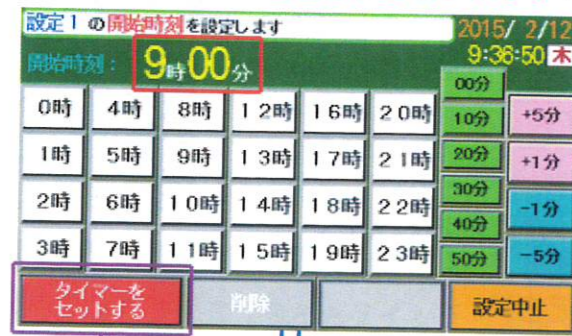 設定1 の開始時刻を設定します
2015/ 2/12
9:36:50 木
開始時刻: 9時00分
00分
0時 4時 8時 12時 16時 20時 10分 +5分
1時 5時 9時 13時 17時 21時 20分 +1分
30分
2時 6時 10時 14時 18時 22時 -1分
40分
3時 7時 11時 15時 19時 23時 50分 -5分
タイマーを
セットする
削除
設定中止